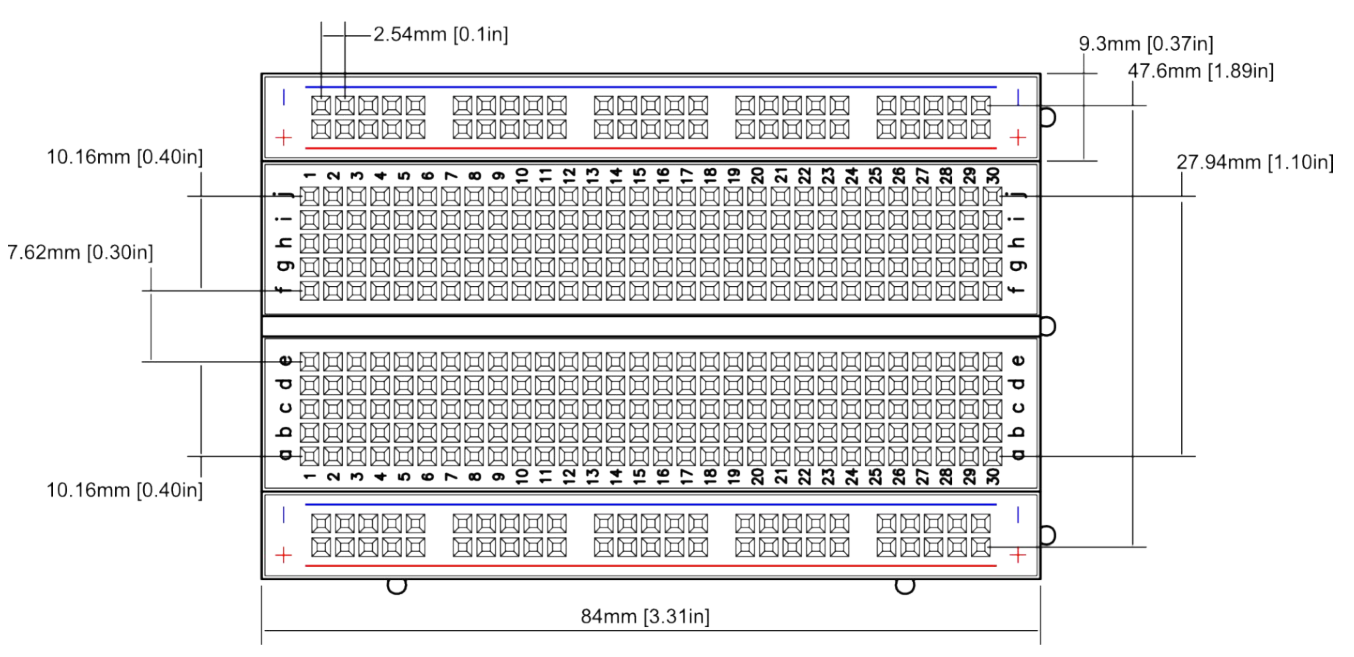 2.54mm [0.1in]
9.3mm [0.37in]
47.6mm [1.89in]
− −
+ +
10.16mm [0.40in]
27.94mm [1.10in]
1 2 3 4 5 6 7 8 9 10 11 12 13 14 15 16 17 18 19 20 21 22 23 24 25 26 27 28 29 30
j j
i i
h h
7.62mm [0.30in]
g g
f f
e e
d d
c c
b b
a a
1 2 3 4 5 6 7 8 9 10 11 12 13 14 15 16 17 18 19 20 21 22 23 24 25 26 27 28 29 30
10.16mm [0.40in]
− −
+ +
84mm [3.31in]